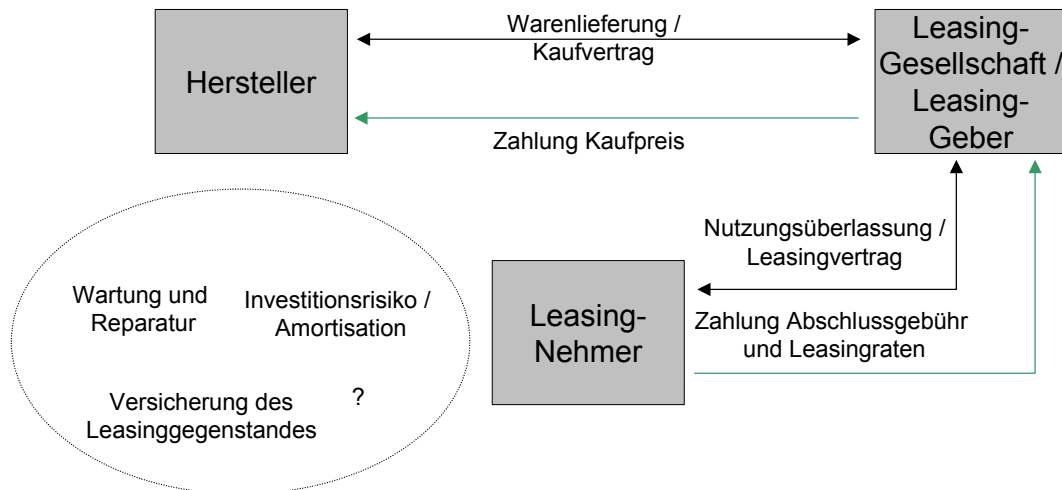 Warenlieferung /
Kaufvertrag
Hersteller
Leasing-
Gesellschaft /
Leasing-
Geber
Zahlung Kaufpreis
Nutzungsüberlassung /
Leasingvertrag
Wartung und
Reparatur
Investitionsrisiko /
Amortisation
Leasing-
Nehmer
Zahlung Abschlussgebühr
und Leasingraten
Versicherung des
Leasinggegenstandes
?